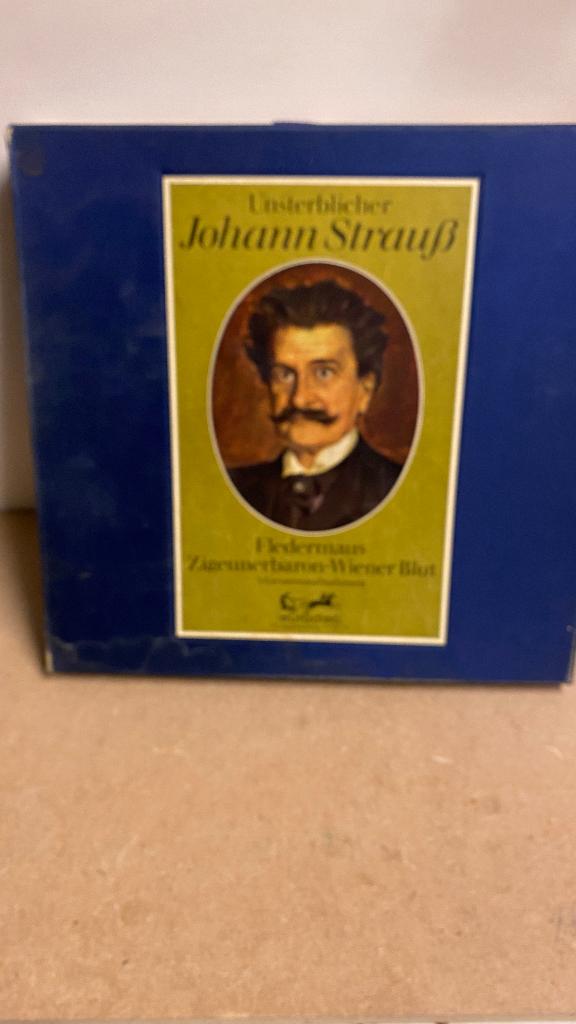 Unsterblicher
Johann Strauß
Fledermaus
Zigeunerbaron-Wiener Blut